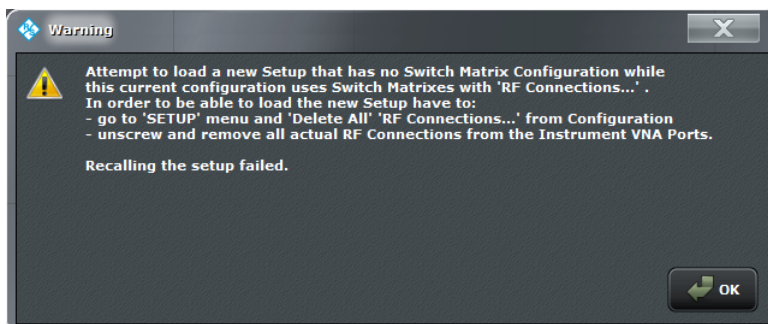 Warning
X
Attempt to load a new Setup that has no Switch Matrix Configuration while
this current configuration uses Switch Matrixes with 'RF Connections...' .
In order to be able to load the new Setup have to:
- go to 'SETUP' menu and 'Delete All' 'RF Connections...' from Configuration
- unscrew and remove all actual RF Connections from the Instrument VNA Ports.
Recalling the setup failed.
OK